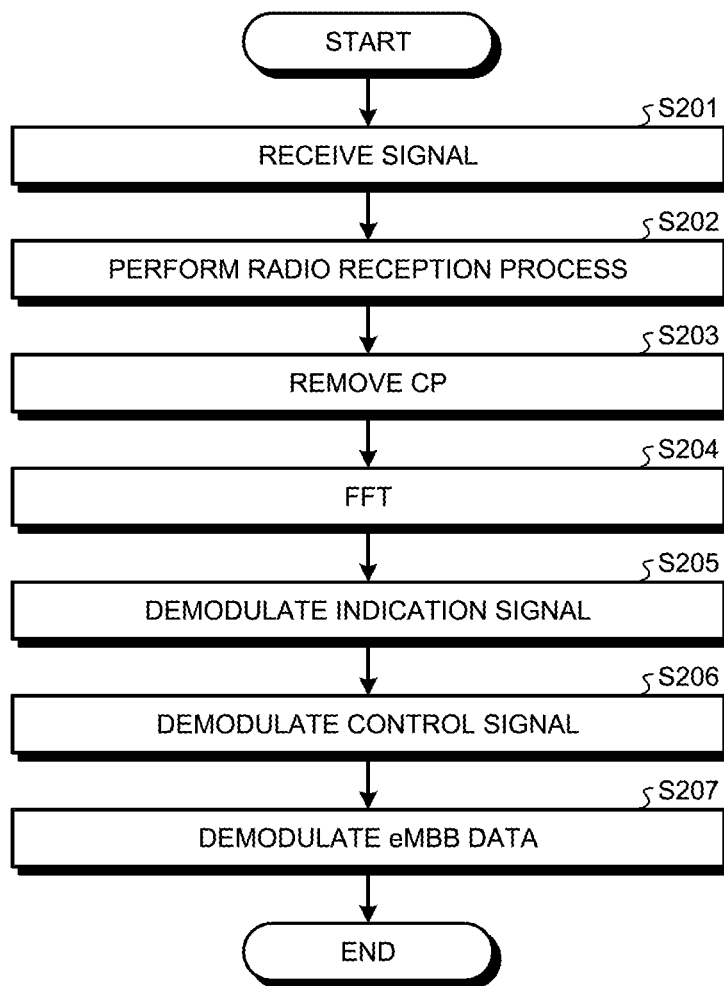 START
S201
RECEIVE SIGNAL
S202
PERFORM RADIO RECEPTION PROCESS
S203
REMOVE CP
S204
FFT
S205
DEMODULATE INDICATION SIGNAL
S206
DEMODULATE CONTROL SIGNAL
S207
DEMODULATE eMBB DATA
END